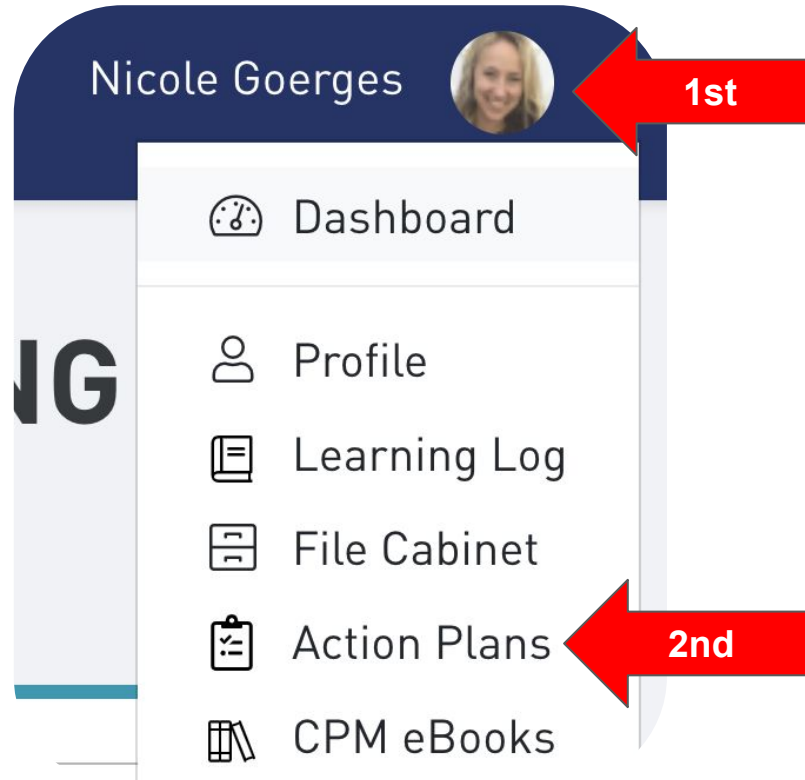 Nicole Goerges
1st
Dashboard
NG
Profile
Learning Log
File Cabinet
Action Plans
2nd
CPM eBooks